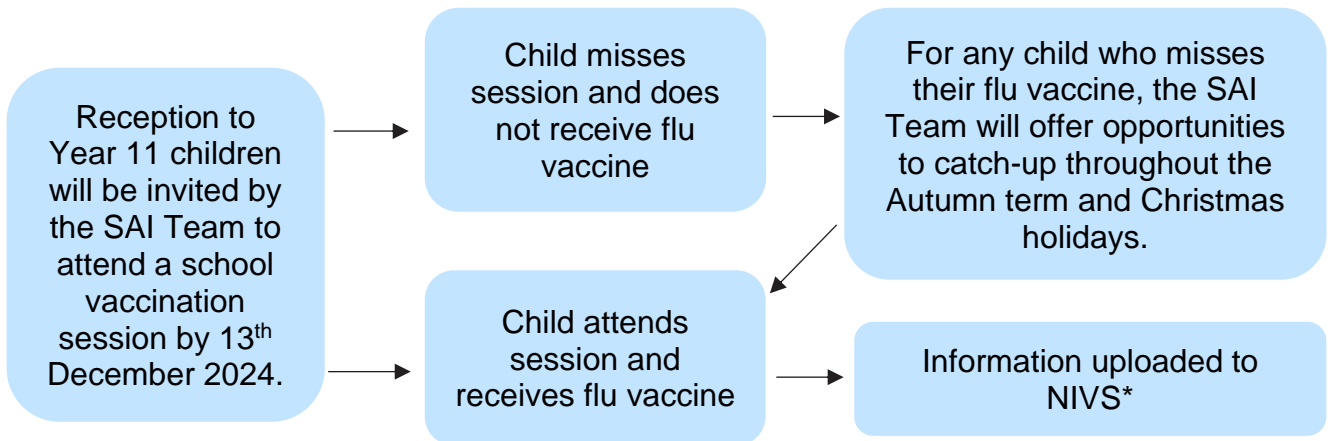 Reception to
Year 11 children
will be invited by
the SAI Team to
attend a school
vaccination
session by 13th
December 2024.
Child misses
session and does
not receive flu
vaccine
For any child who misses
their flu vaccine, the SAI
Team will offer opportunities
to catch-up throughout the
Autumn term and Christmas
holidays.
Child attends
session and
receives flu vaccine
Information uploaded to
NIVS*